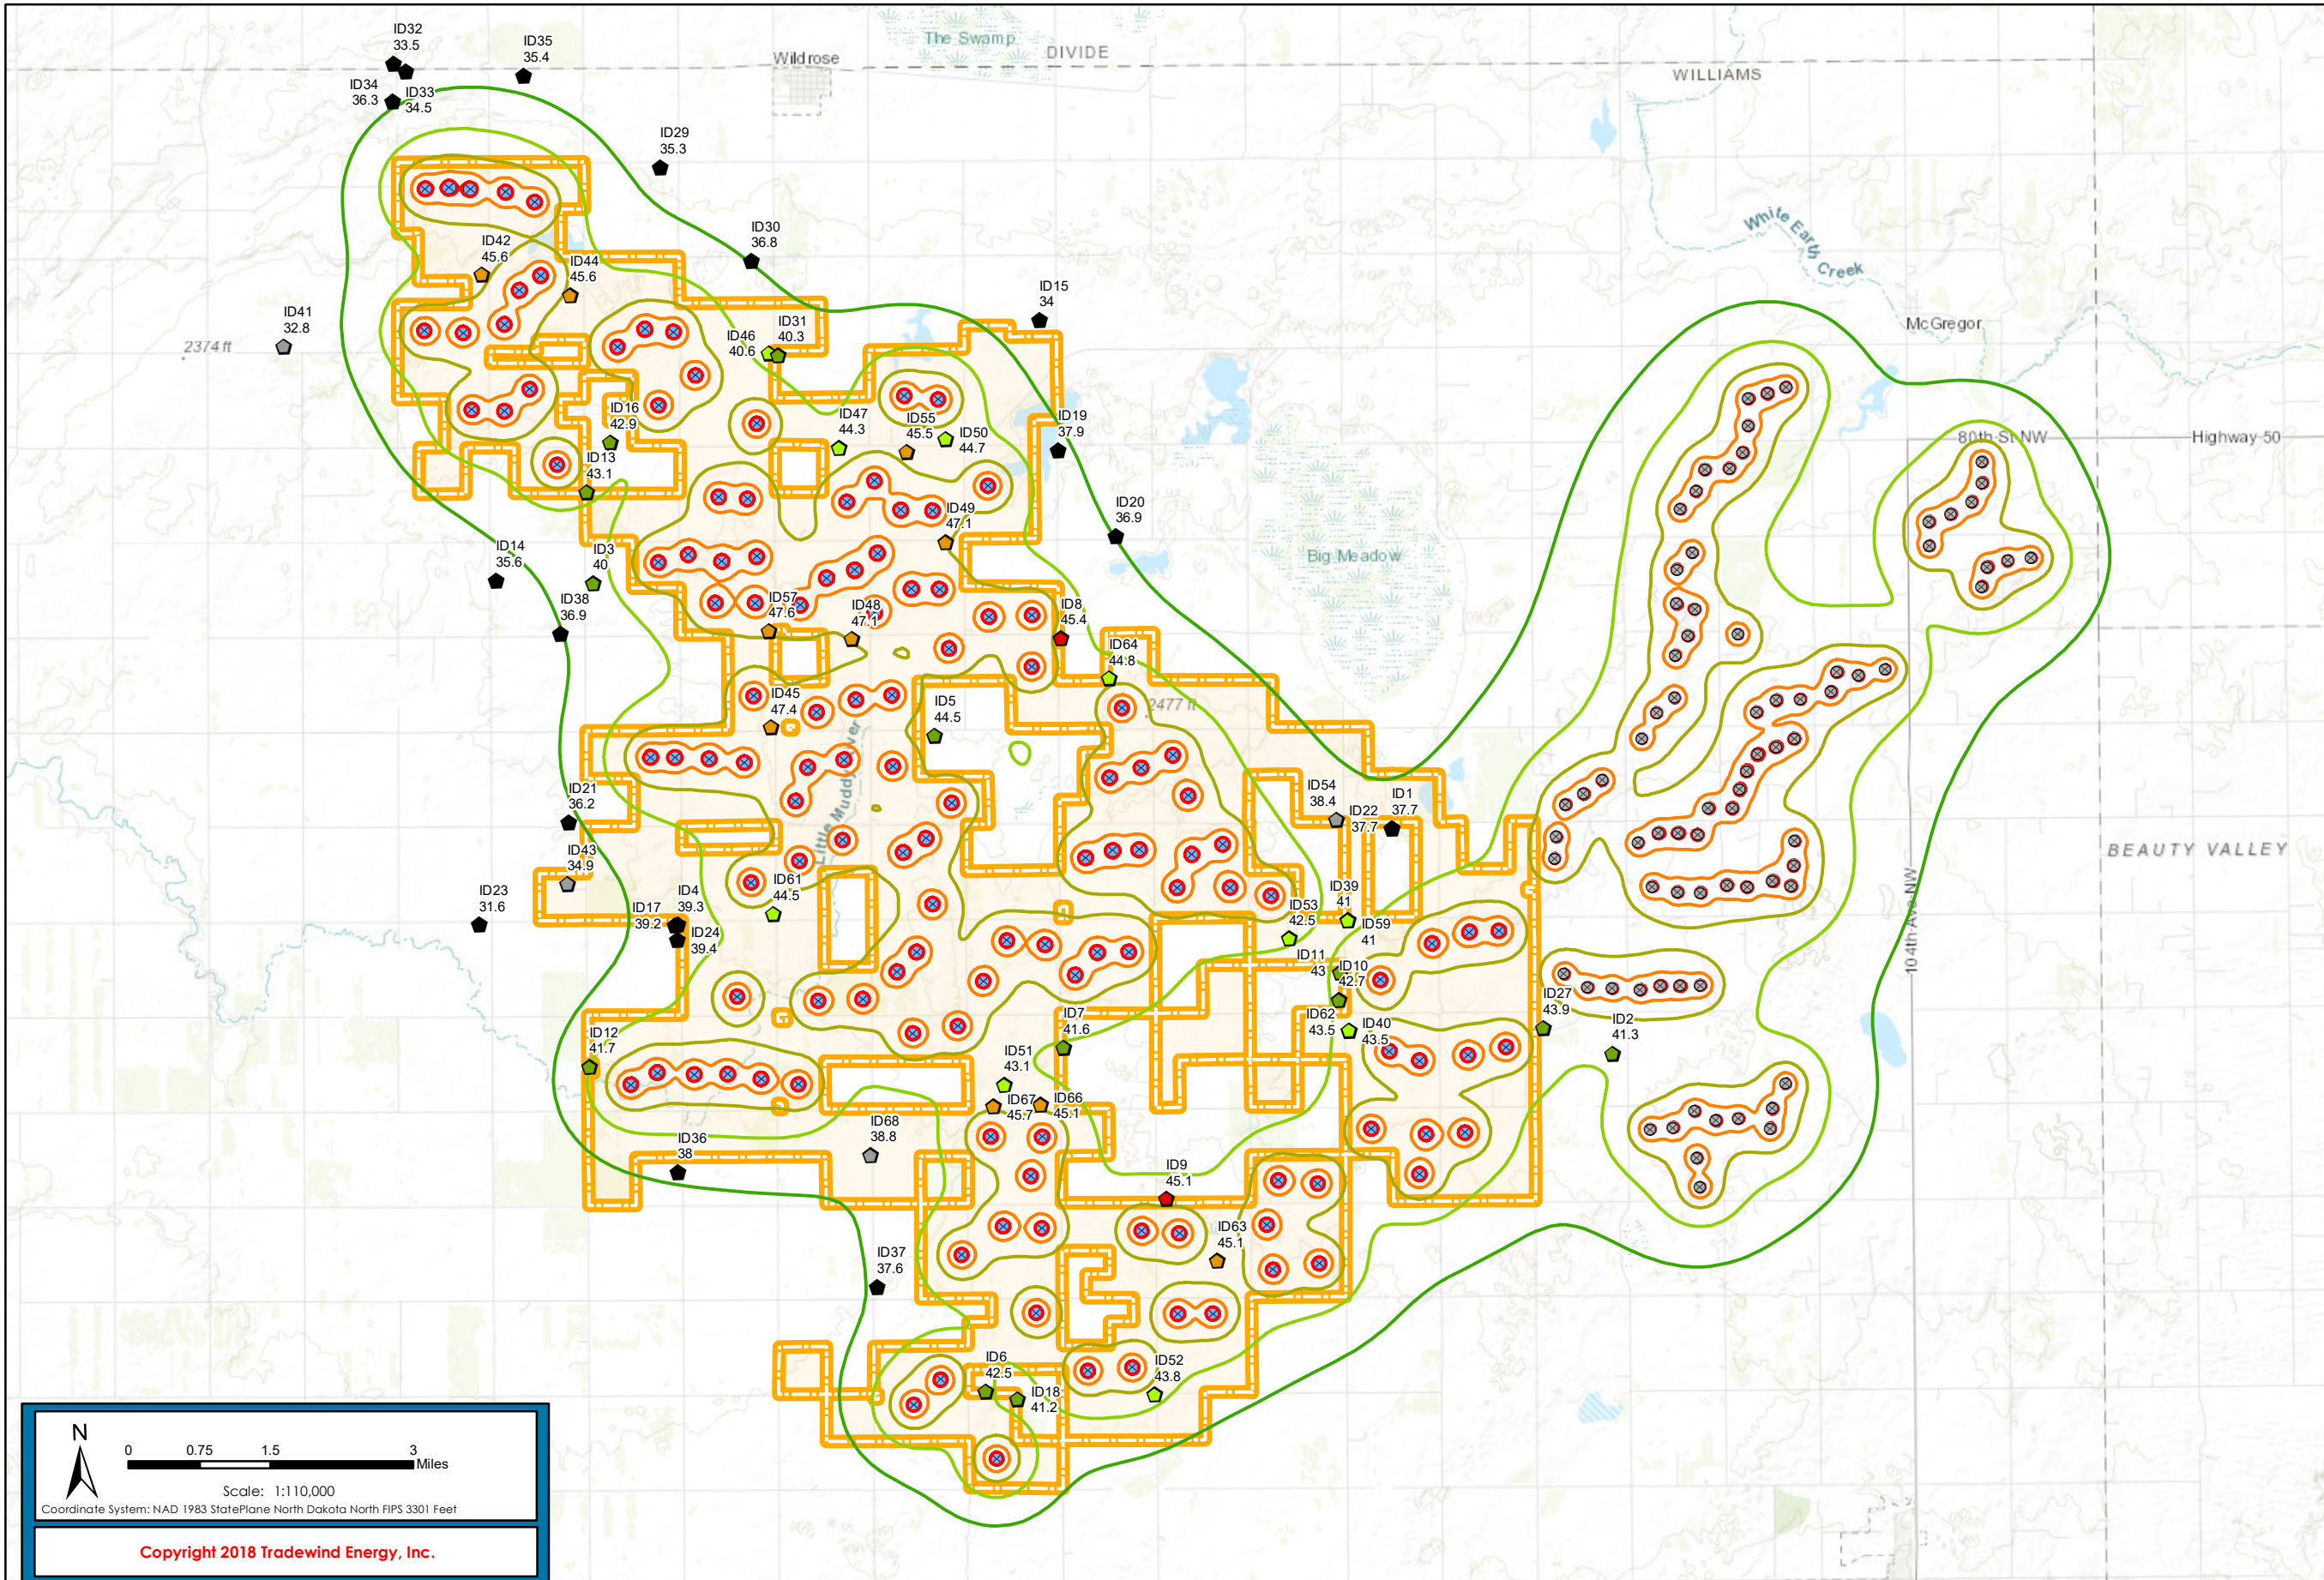 ID32
33.5
The Swamp
DIVIDE
ID35
35.4
Wildrose
WILLIAMS
ID34
36.3
ID33
34.5
ID29
35.3
White Earth
Creek
ID30
36.8
ID42
45.6
ID44
45.6
ID15
34
ID41
32.8
2374 ft
ID46
40.6
ID31
40.3
McGregor
ID16
42.9
ID47
44.3
ID55
45.5
ID50
44.7
ID19
37.9
80th-St-NW
Highway-50
ID13
43.1
ID49
47.1
ID20
36.9
ID14
35.6
ID3
40
Big Meadow
ID38
36.9
ID57
47.6
ID48
47.1
ID8
45.4
ID64
44.8
ID45
47.4
ID5
44.5
2477 ft
Little Muddy River
ID21
36.2
ID54
38.4
ID22
37.7
ID1
37.7
ID43
34.9
BEAUTY VALLEY
ID61
44.5
ID23
31.6
ID17
39.2
ID4
39.3
ID24
39.4
ID39
41
ID53
42.5
ID59
41
104th-Ave-NW
ID11
43
ID10
42.7
ID27
43.9
ID7
41.6
ID62
43.5
ID40
43.5
ID2
41.3
ID12
41.7
ID51
43.1
ID67
45.7
ID66
45.1
ID36
38
ID68
38.8
ID9
45.1
ID63
45.1
ID37
37.6
ID6
42.5
ID18
41.2
ID52
43.8
N
0 0.75 1.5 3
Miles
Scale: 1:110,000
Coordinate System: NAD 1983 StatePlane North Dakota North FIPS 3301 Feet
Copyright 2018 Tradewind Energy, Inc.